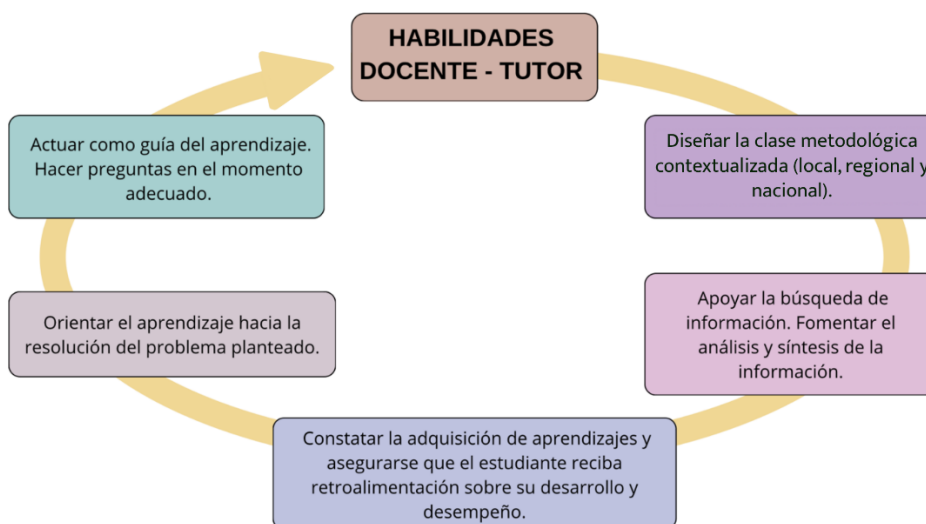 HABILIDADES
DOCENTE - TUTOR
Diseñar la clase metodológica
contextualizada (local, regional y
nacional).
Apoyar la búsqueda de
información. Fomentar el
análisis y síntesis de la
información.
Constatar la adquisición de aprendizajes y
asegurarse que el estudiante reciba
retroalimentación sobre su desarrollo y
desempeño.
Orientar el aprendizaje hacia la
resolución del problema planteado.
Actuar como guía del aprendizaje.
Hacer preguntas en el momento
adecuado.